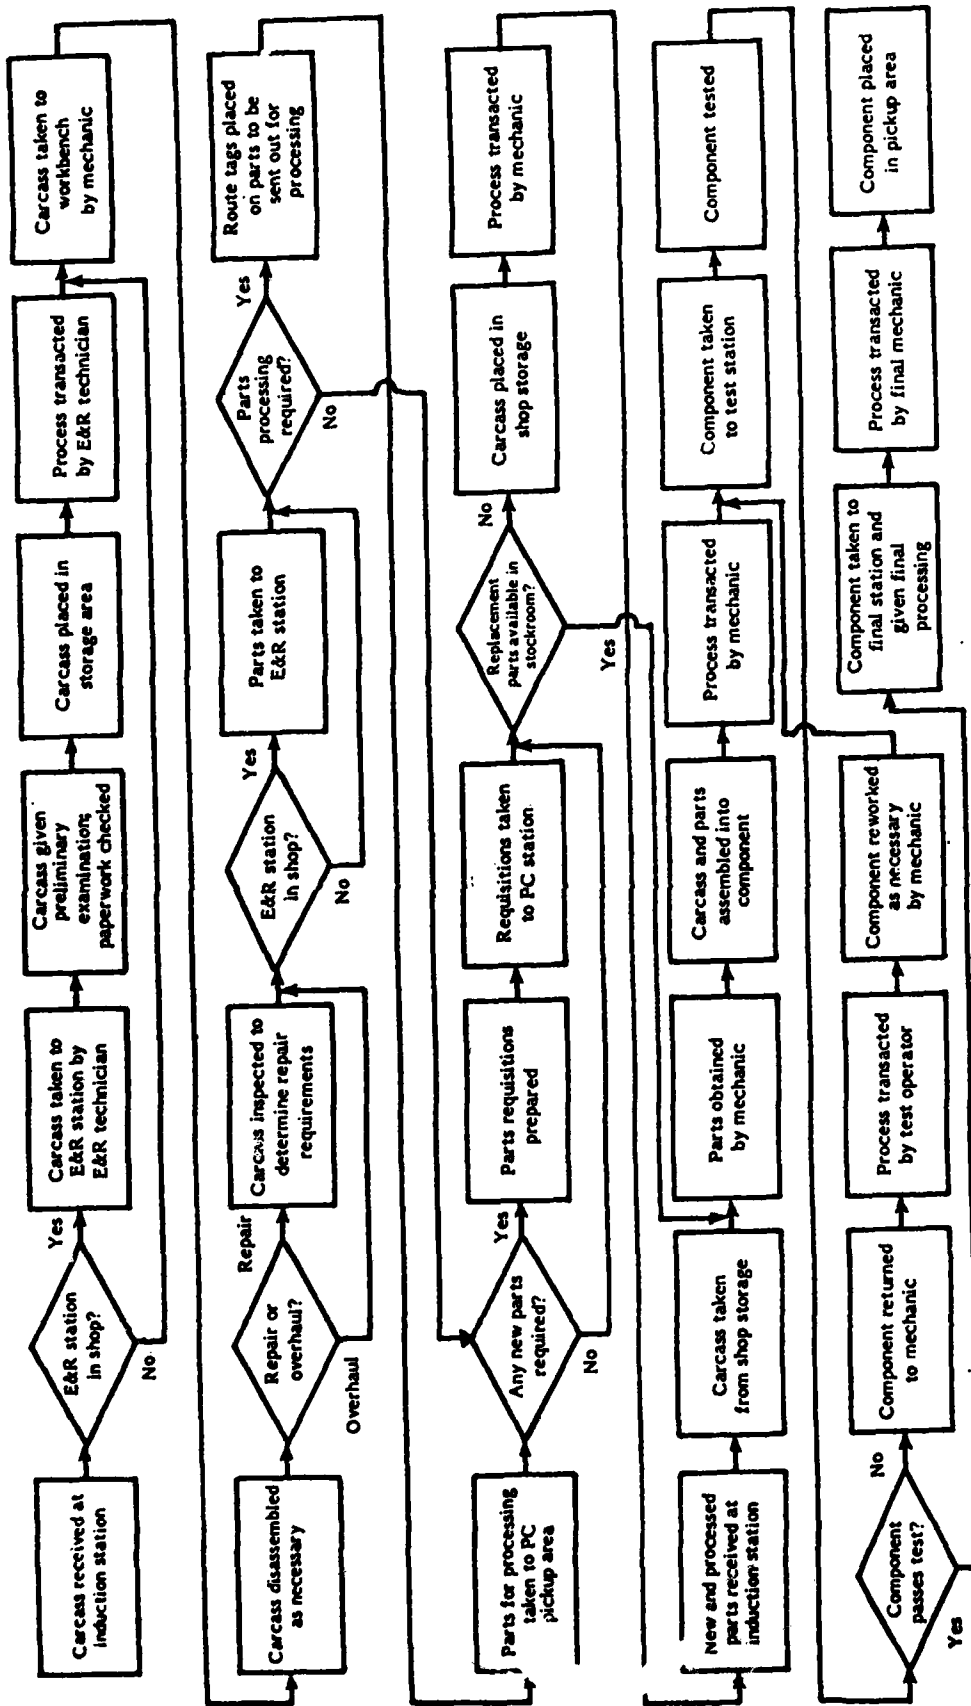 Carcass received at
induction station
E&R station
in shop?
Yes
No
Carcass taken to
E&R station by
E&R technician
Carcass given
preliminary
examination;
paperwork checked
Carcass placed in
storage area
Process transacted
by E&R technician
Carcass taken to
workbench
by mechanic
Carcass disassembled
as necessary
Repair or
overhaul?
Repair
Overhaul
Carcass inspected to
determine repair
requirements
E&R station
in shop?
Yes
No
Parts taken to
E&R station
Parts
processing
required?
Yes
No
Route tags placed
on parts to be
sent out for
processing
Parts for processing
taken to PC
pickup area
Any new parts
required?
Yes
No
Parts requisitions
prepared
Requisitions taken
to PC station
Replacement
parts available in
stockroom?
No
Yes
Carcass placed in
shop storage
Process transacted
by mechanic
New and processed
parts received at
induction station
Carcass taken
from shop storage
Parts obtained
by mechanic
Carcass and parts
assembled into
component
Process transacted
by mechanic
Component taken
to test station
Component tested
Component
passes test?
No
Yes
Component returned
to mechanic
Process transacted
by test operator
Component reworked
as necessary
by mechanic
Component taken to
final station and
given final
processing
Process transacted
by final mechanic
Component placed
in pickup area